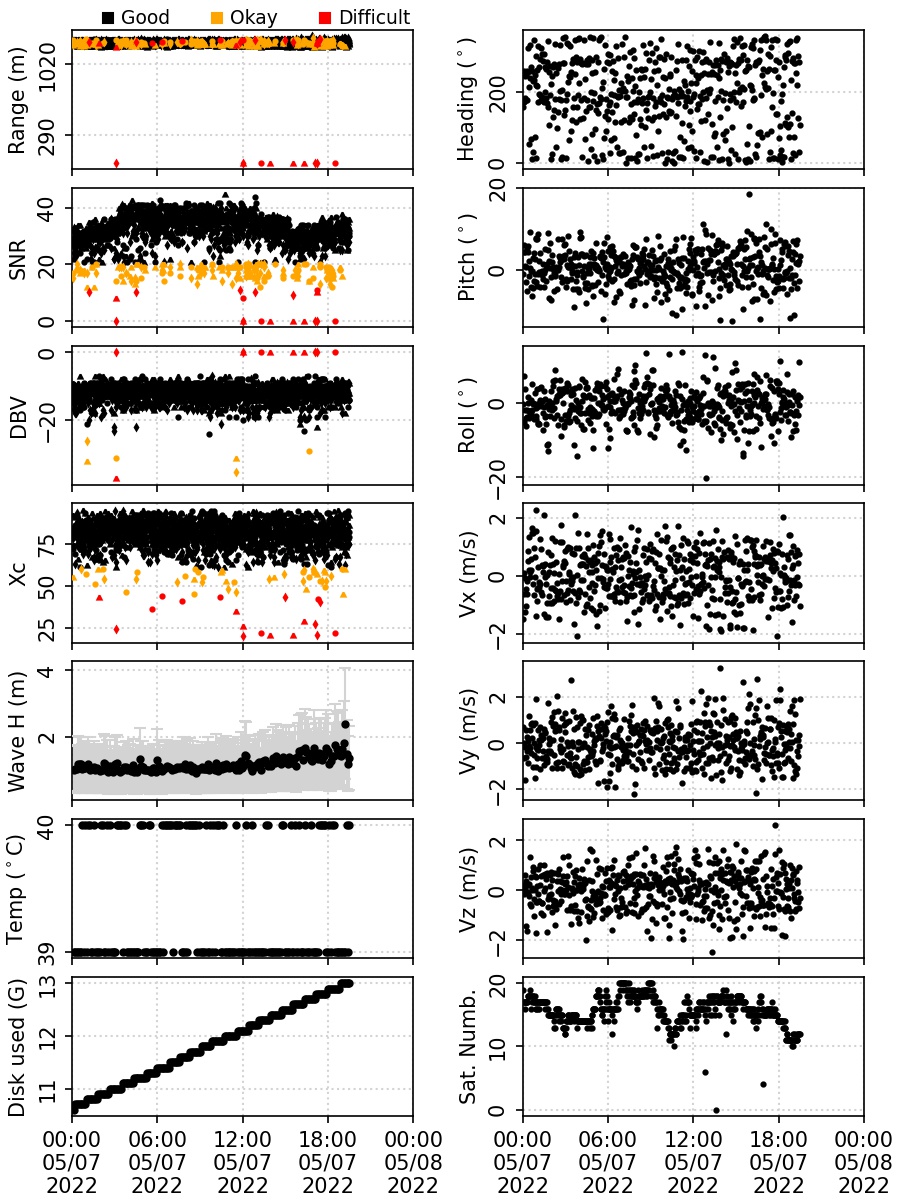 Good Okay Difficult
Range (m)
1020
290
SNR
40
20
0
DBV
0
−20
Xc
75
50
25
Wave H (m)
4
2
Temp (°C)
40
39
Disk used (G)
13
12
11
00:00 06:00 12:00 18:00 00:00
05/07 05/07 05/07 05/07 05/08
2022 2022 2022 2022 2022
Heading (°)
200
0
Pitch (°)
20
0
Roll (°)
0
−20
Vx (m/s)
2
0
−2
Vy (m/s)
2
0
−2
Vz (m/s)
2
0
−2
Sat. Numb.
20
10
0
00:00 06:00 12:00 18:00 00:00
05/07 05/07 05/07 05/07 05/08
2022 2022 2022 2022 2022